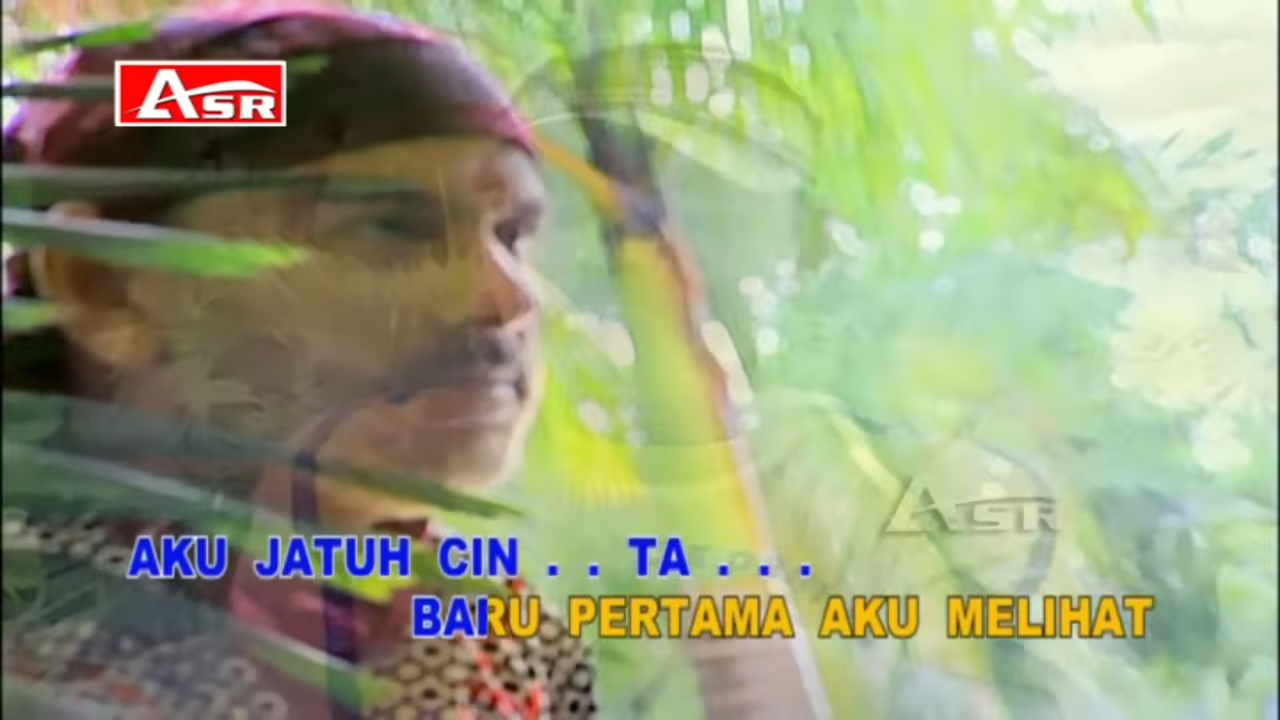 ASR
ASR
AKU JATUH CIN . . TA . . .
BARU PERTAMA AKU MELIHAT